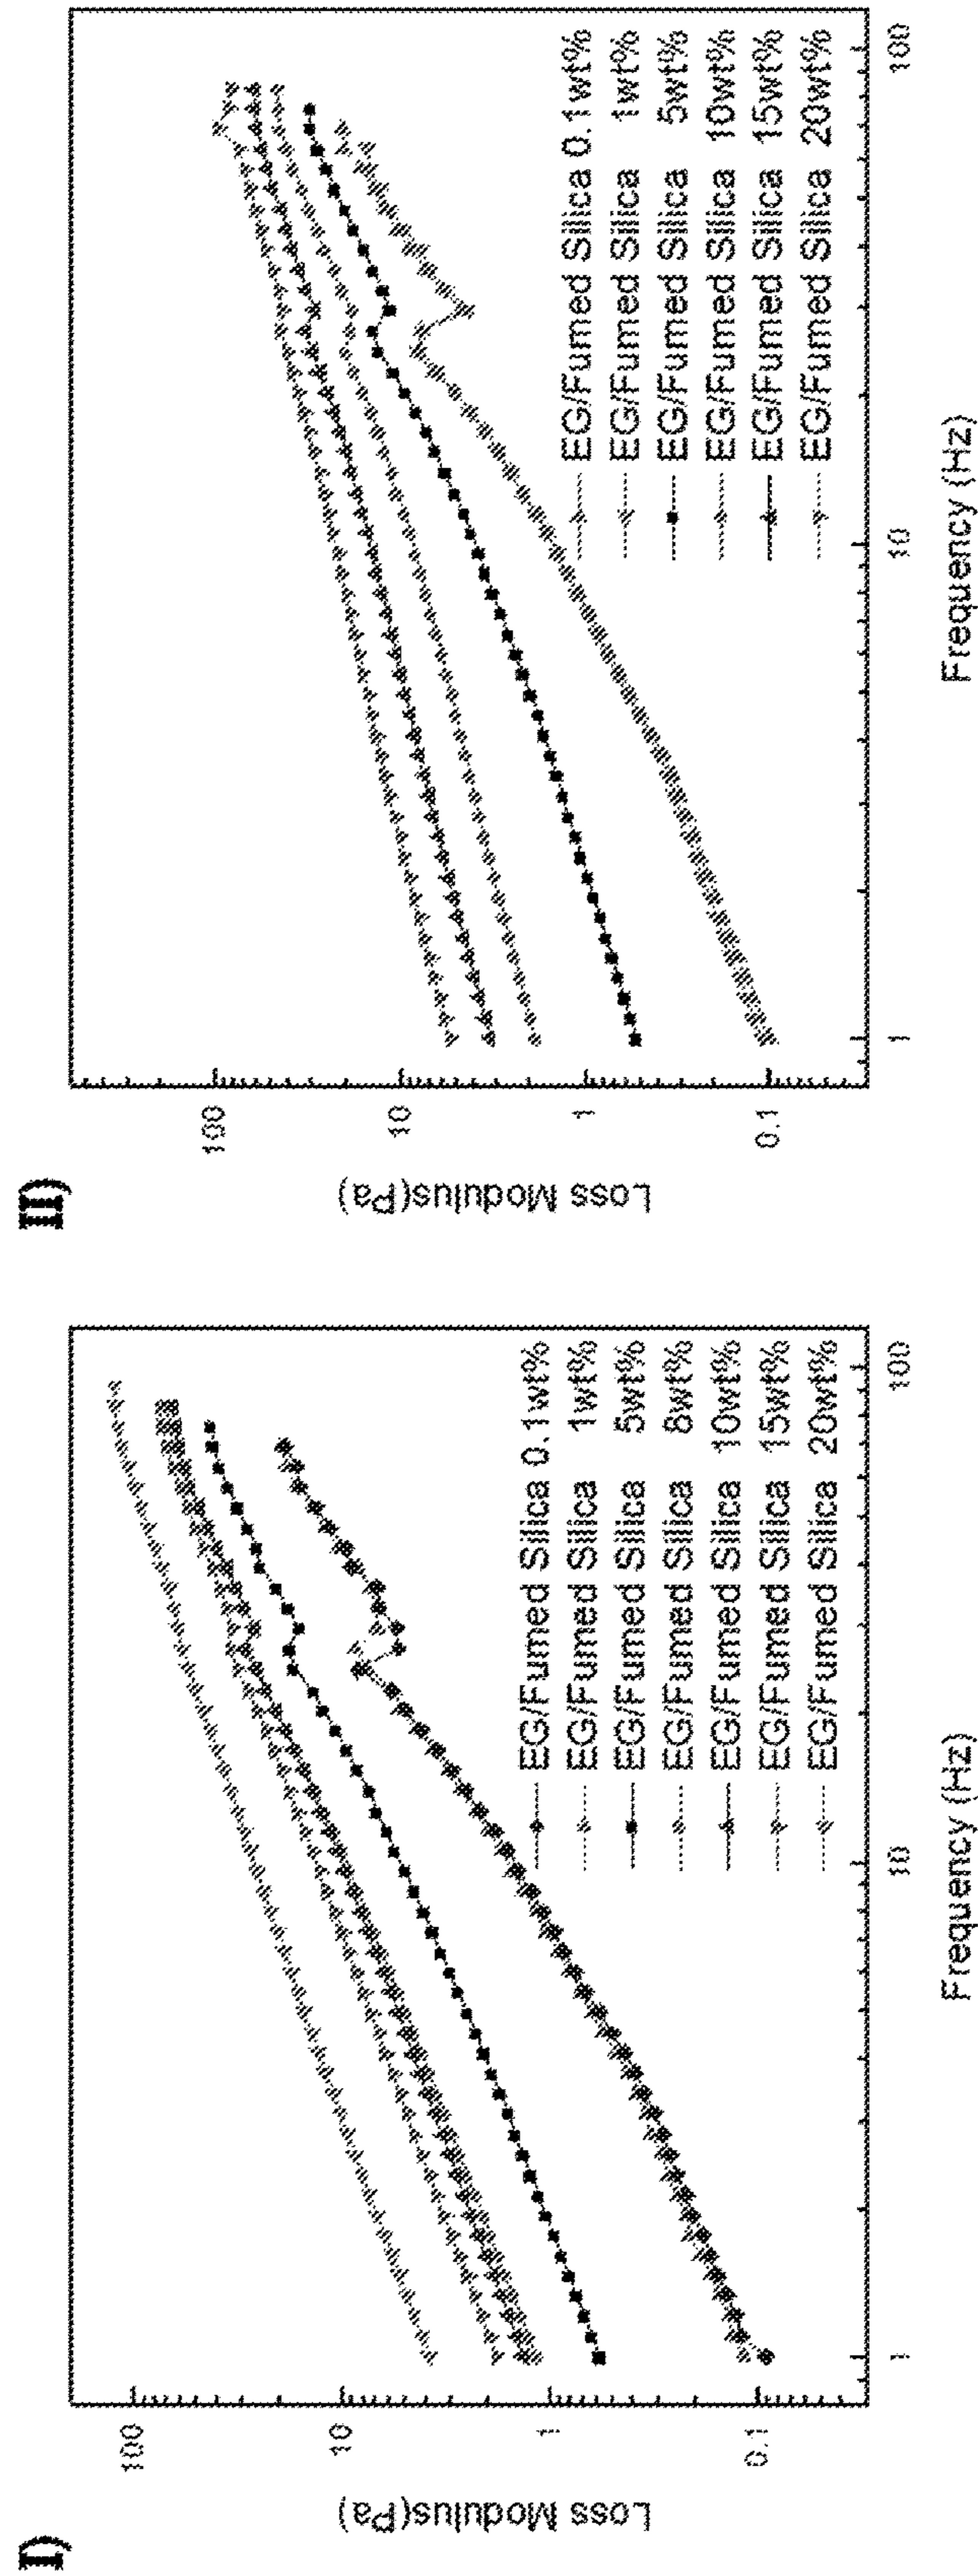 I)
Loss Modulus(Pa)
100
10
1
0.1
EG/Fumed Silica 0.1wt%
EG/Fumed Silica 1wt%
EG/Fumed Silica 5wt%
EG/Fumed Silica 8wt%
EG/Fumed Silica 10wt%
EG/Fumed Silica 15wt%
EG/Fumed Silica 20wt%
1
10
100
Frequency (Hz)
II)
Loss Modulus(Pa)
100
10
1
0.1
EG/Fumed Silica 0.1wt%
EG/Fumed Silica 1wt%
EG/Fumed Silica 5wt%
EG/Fumed Silica 10wt%
EG/Fumed Silica 15wt%
EG/Fumed Silica 20wt%
1
10
100
Frequency (Hz)